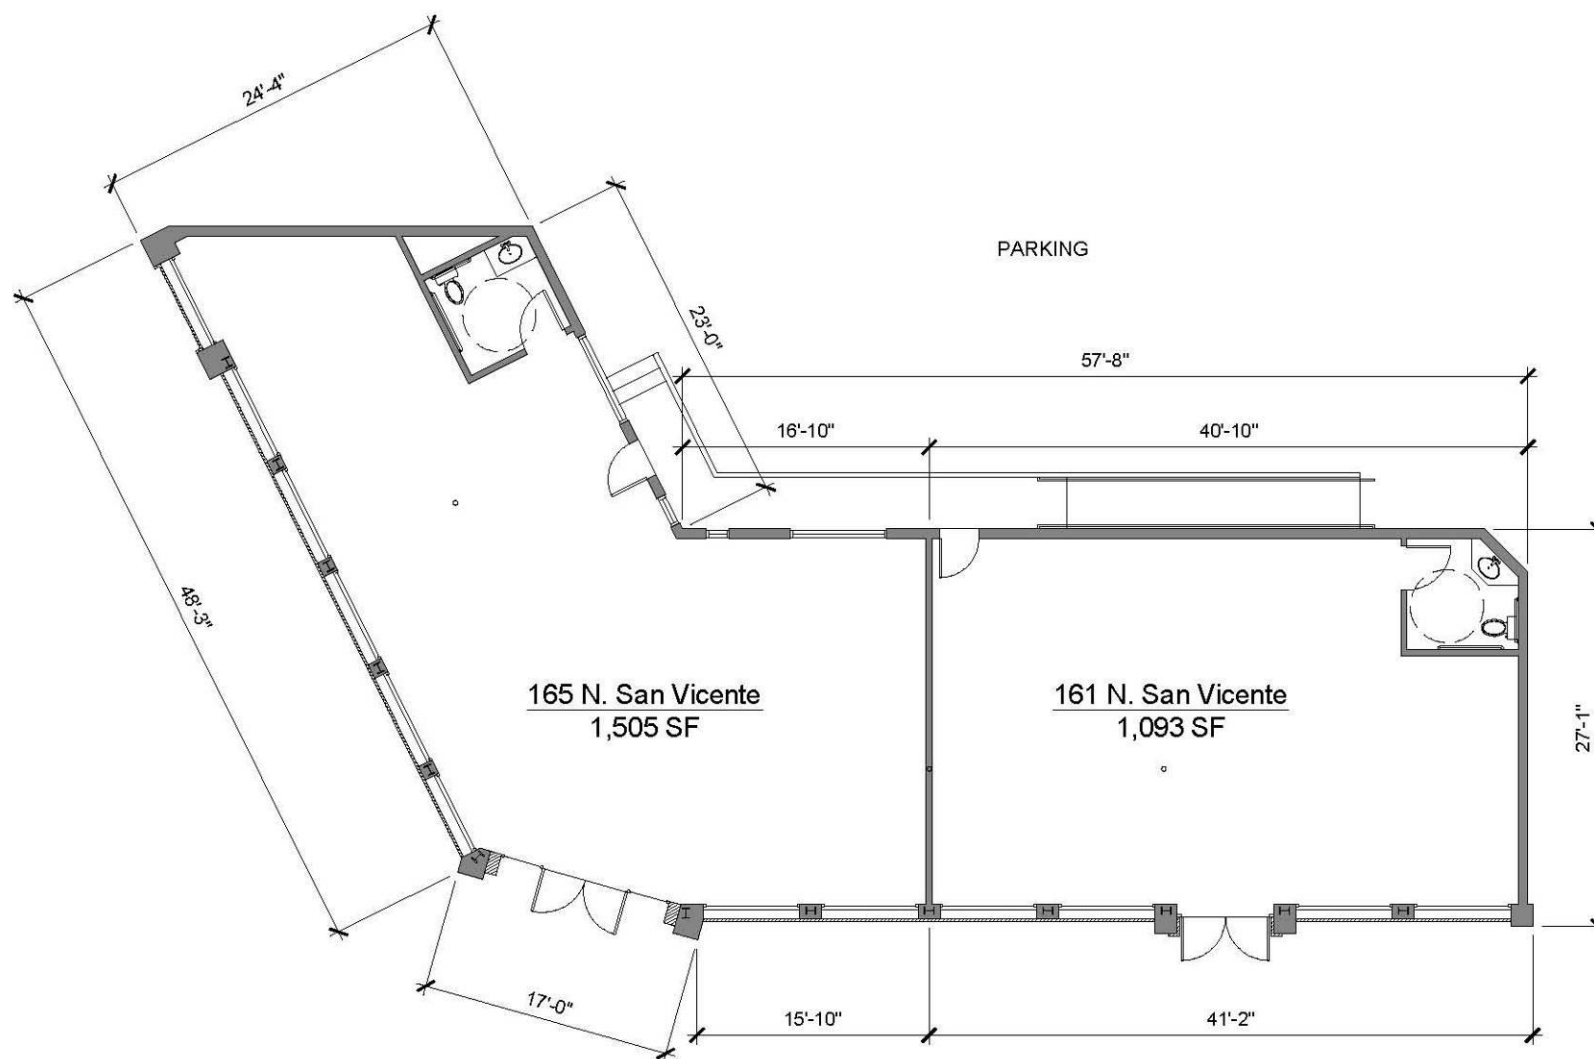 24'-4"
PARKING
23'-0"
57'-8"
16'-10"
40'-10"
48'-3"
165 N. San Vicente
1,505 SF
161 N. San Vicente
1,093 SF
27'-1"
17'-0"
15'-10"
41'-2"